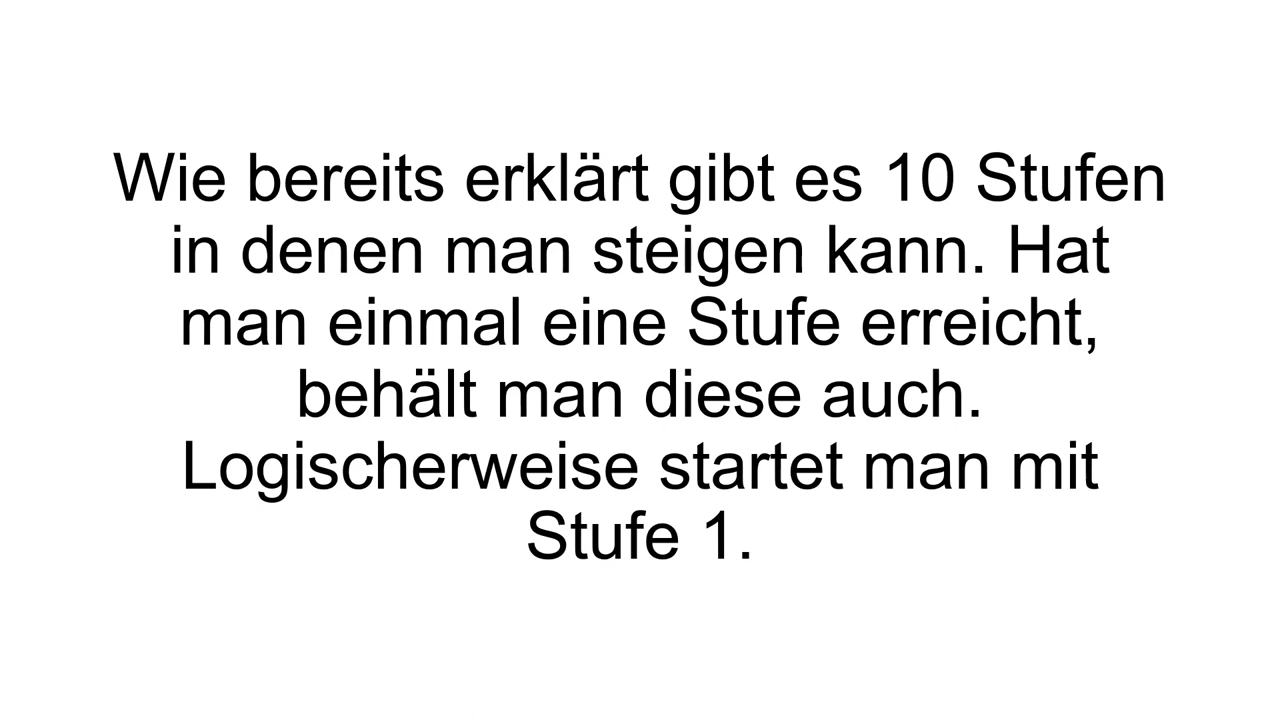 Wie bereits erklärt gibt es 10 Stufen
in denen man steigen kann. Hat
man einmal eine Stufe erreicht,
behält man diese auch.
Logischerweise startet man mit
Stufe 1.